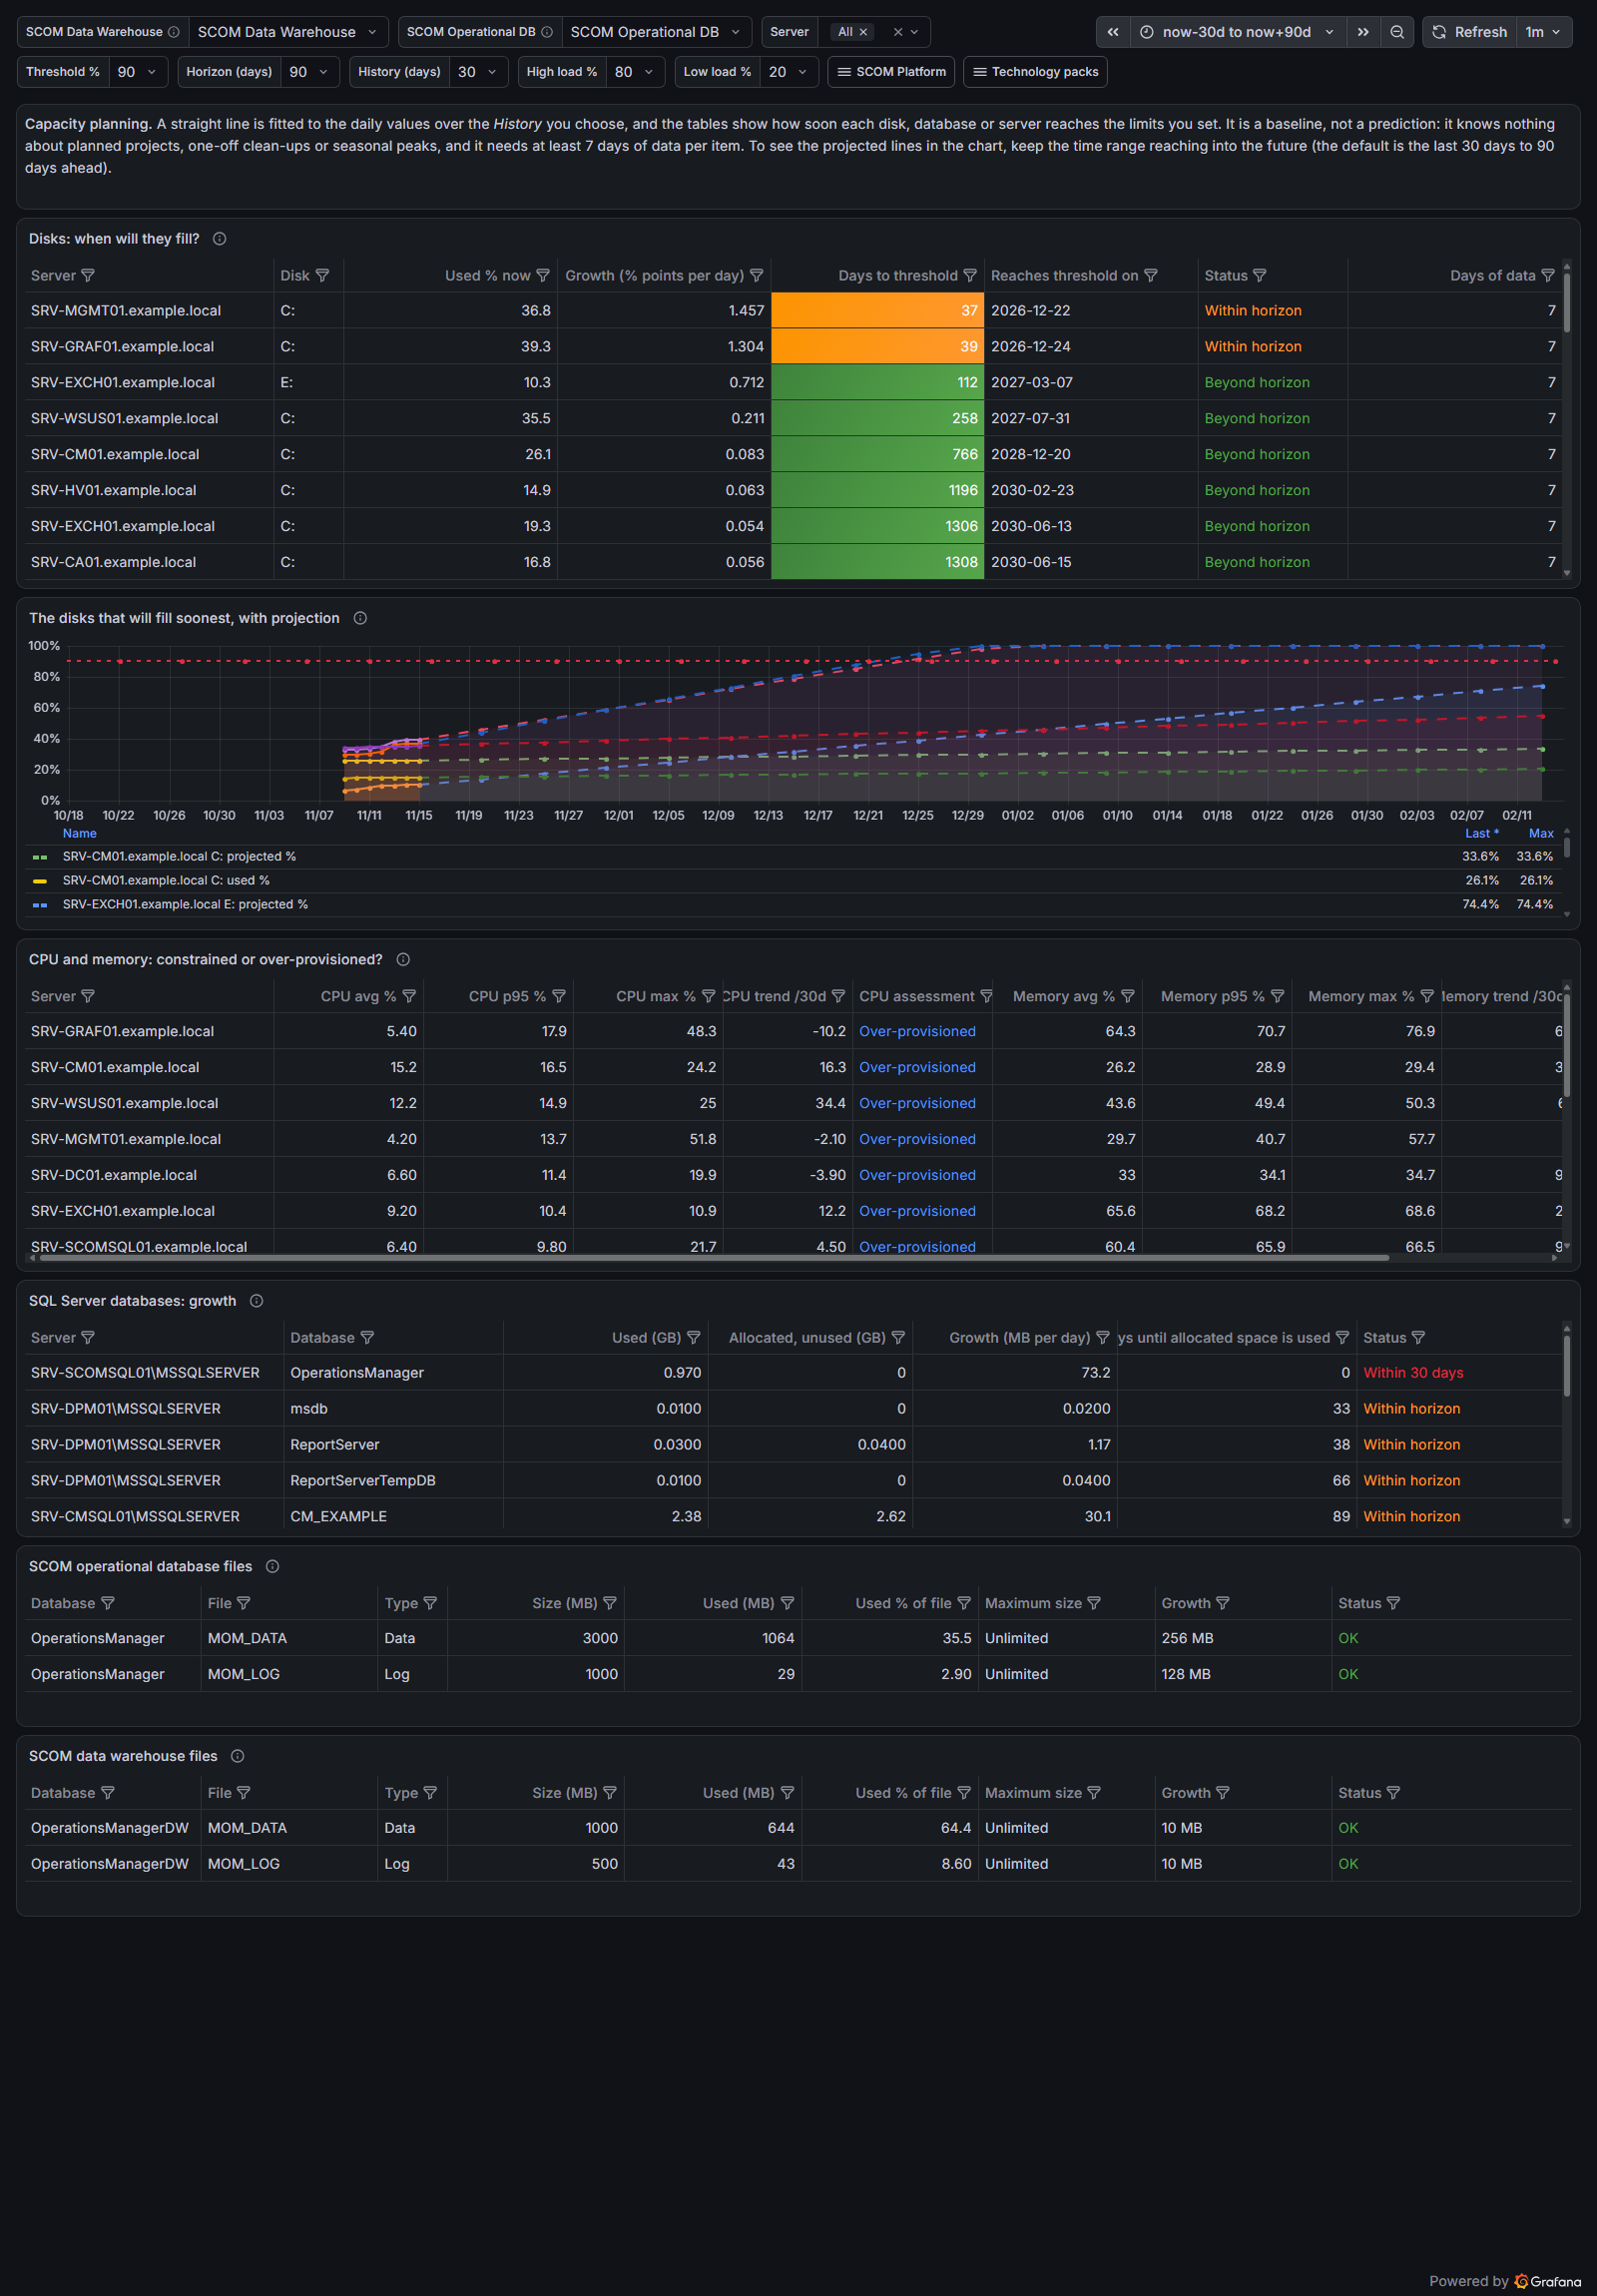 SCOM Data Warehouse SCOM Data Warehouse SCOM Operational DB SCOM Operational DB Server All now-30d to now+90d Refresh 1m
Threshold % 90 Horizon (days) 90 History (days) 30 High load % 80 Low load % 20 SCOM Platform Technology packs
Capacity planning. A straight line is fitted to the daily values over the History you choose, and the tables show how soon each disk, database or server reaches the limits you set. It is a baseline, not a prediction: it knows nothing
about planned projects, one-off clean-ups or seasonal peaks, and it needs at least 7 days of data per item. To see the projected lines in the chart, keep the time range reaching into the future (the default is the last 30 days to 90
days ahead).
Disks: when will they fill?
Server Disk Used % now Growth (% points per day) Days to threshold Reaches threshold on Status Days of data
SRV-MGMT01.example.local C: 36.8 1.457 37 2026-12-22 Within horizon 7
SRV-GRAF01.example.local C: 39.3 1.304 39 2026-12-24 Within horizon 7
SRV-EXCH01.example.local E: 10.3 0.712 112 2027-03-07 Beyond horizon 7
SRV-WSUS01.example.local C: 35.5 0.211 258 2027-07-31 Beyond horizon 7
SRV-CM01.example.local C: 26.1 0.083 766 2028-12-20 Beyond horizon 7
SRV-HV01.example.local C: 14.9 0.063 1196 2030-02-23 Beyond horizon 7
SRV-EXCH01.example.local C: 19.3 0.054 1306 2030-06-13 Beyond horizon 7
SRV-CA01.example.local C: 16.8 0.056 1308 2030-06-15 Beyond horizon 7
The disks that will fill soonest, with projection
100%
80%
60%
40%
20%
0%
10/18 10/22 10/26 10/30 11/03 11/07 11/11 11/15 11/19 11/23 11/27 12/01 12/05 12/09 12/13 12/17 12/21 12/25 12/29 01/02 01/06 01/10 01/14 01/18 01/22 01/26 01/30 02/03 02/07 02/11
Name Last * Max
SRV-CM01.example.local C: projected % 33.6% 33.6%
SRV-CM01.example.local C: used % 26.1% 26.1%
SRV-EXCH01.example.local E: projected % 74.4% 74.4%
CPU and memory: constrained or over-provisioned?
Server CPU avg % CPU p95 % CPU max % CPU trend /30d CPU assessment Memory avg % Memory p95 % Memory max % lemory trend /30d
SRV-GRAF01.example.local 5.40 17.9 48.3 -10.2 Over-provisioned 64.3 70.7 76.9 6
SRV-CM01.example.local 15.2 16.5 24.2 16.3 Over-provisioned 26.2 28.9 29.4 3
SRV-WSUS01.example.local 12.2 14.9 25 34.4 Over-provisioned 43.6 49.4 50.3 6
SRV-MGMT01.example.local 4.20 13.7 51.8 -2.10 Over-provisioned 29.7 40.7 57.7
SRV-DC01.example.local 6.60 11.4 19.9 -3.90 Over-provisioned 33 34.1 34.7 9
SRV-EXCH01.example.local 9.20 10.4 10.9 12.2 Over-provisioned 65.6 68.2 68.6 2
SRV-SCOMSQL01.example.local 6.40 9.80 21.7 4.50 Over-provisioned 60.4 65.9 66.5 9
SQL Server databases: growth
Server Database Used (GB) Allocated, unused (GB) Growth (MB per day) ys until allocated space is used Status
SRV-SCOMSQL01\MSSQLSERVER OperationsManager 0.970 0 73.2 0 Within 30 days
SRV-DPM01\MSSQLSERVER msdb 0.0100 0 0.0200 33 Within horizon
SRV-DPM01\MSSQLSERVER ReportServer 0.0300 0.0400 1.17 38 Within horizon
SRV-DPM01\MSSQLSERVER ReportServerTempDB 0.0100 0 0.0400 66 Within horizon
SRV-CMSQL01\MSSQLSERVER CM_EXAMPLE 2.38 2.62 30.1 89 Within horizon
SCOM operational database files
Database File Type Size (MB) Used (MB) Used % of file Maximum size Growth Status
OperationsManager MOM_DATA Data 3000 1064 35.5 Unlimited 256 MB OK
OperationsManager MOM_LOG Log 1000 29 2.90 Unlimited 128 MB OK
SCOM data warehouse files
Database File Type Size (MB) Used (MB) Used % of file Maximum size Growth Status
OperationsManagerDW MOM_DATA Data 1000 644 64.4 Unlimited 10 MB OK
OperationsManagerDW MOM_LOG Log 500 43 8.60 Unlimited 10 MB OK
Powered by Grafana